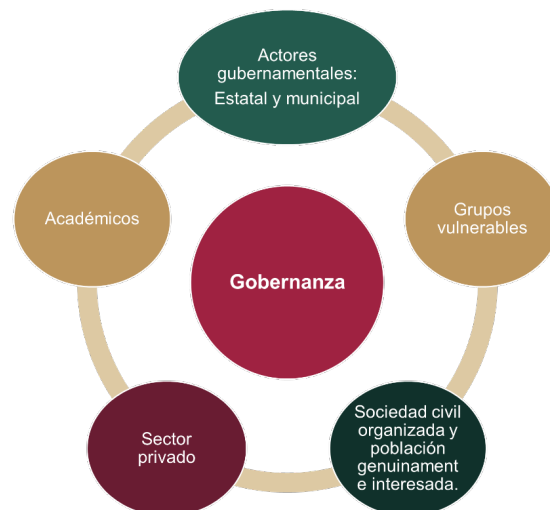 Actores
gubernamentales:
Estatal y municipal
Académicos
Grupos
vulnerables
Gobernanza
Sector
privado
Sociedad civil
organizada y
población
genuinament
e interesada.